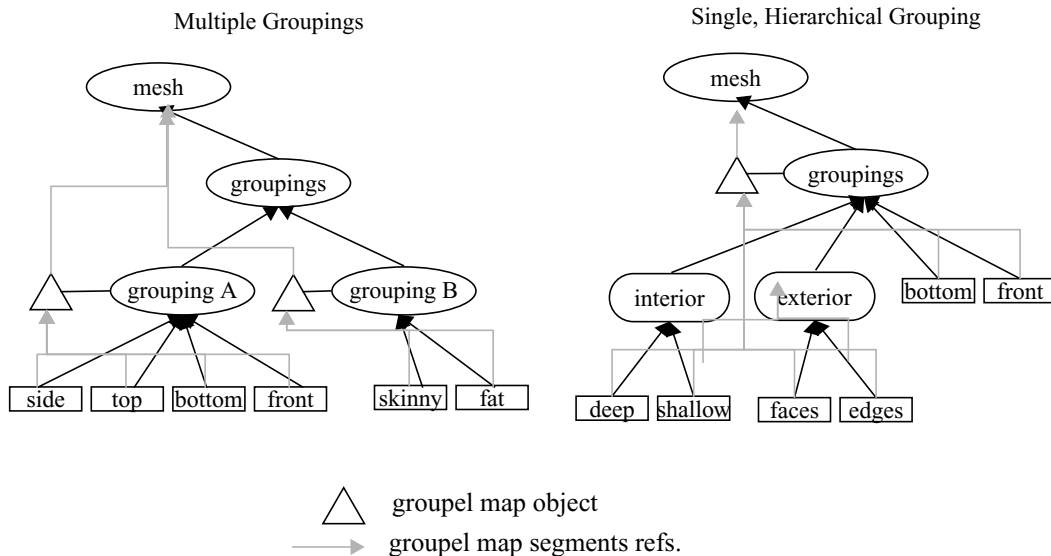 Multiple Groupings
Single, Hierarchical Grouping
mesh
mesh
groupings
groupings
grouping A
grouping B
interior
exterior
bottom
front
side
top
bottom
front
skinny
fat
deep
shallow
faces
edges
groupel map object
groupel map segments refs.